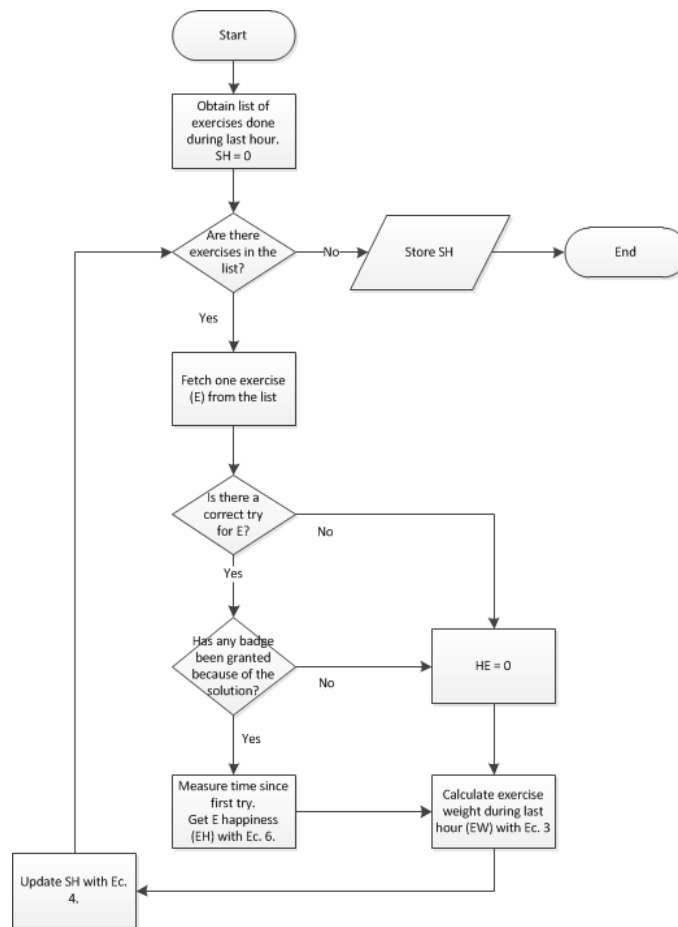 Start
Obtain list of
exercises done
during last hour.
SH = 0
Are there
exercises in the
list?
No
Store SH
End
Yes
Fetch one exercise
(E) from the list
Is there a
correct try
for E?
No
Yes
Has any badge
been granted
because of the
solution?
No
HE = 0
Yes
Measure time since
first try.
Get E happiness
(EH) with Ec. 6.
Calculate exercise
weight during last
hour (EW) with Ec. 3
Update SH with Ec.
4.